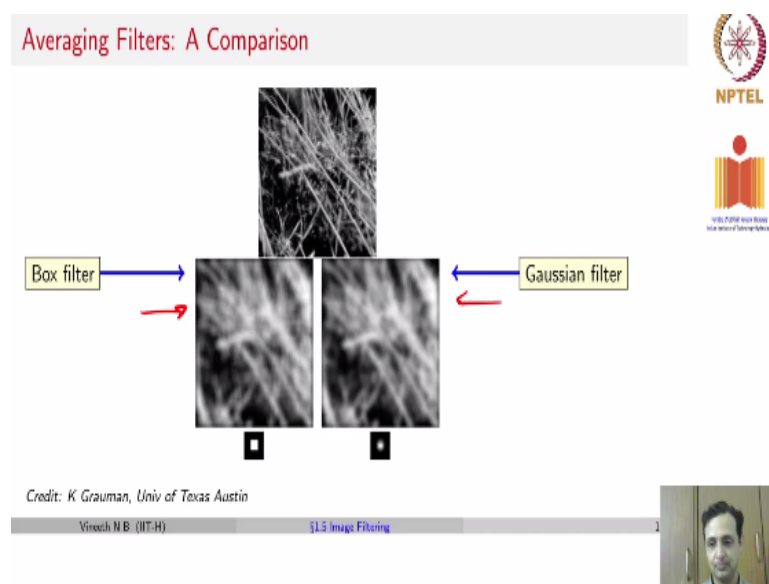 Averaging Filters: A Comparison
NPTEL
Box filter
Gaussian filter
Credit: K Grauman, Univ of Texas Austin
Vineeth N B (IIT-H)
§1.5 Image Filtering
1